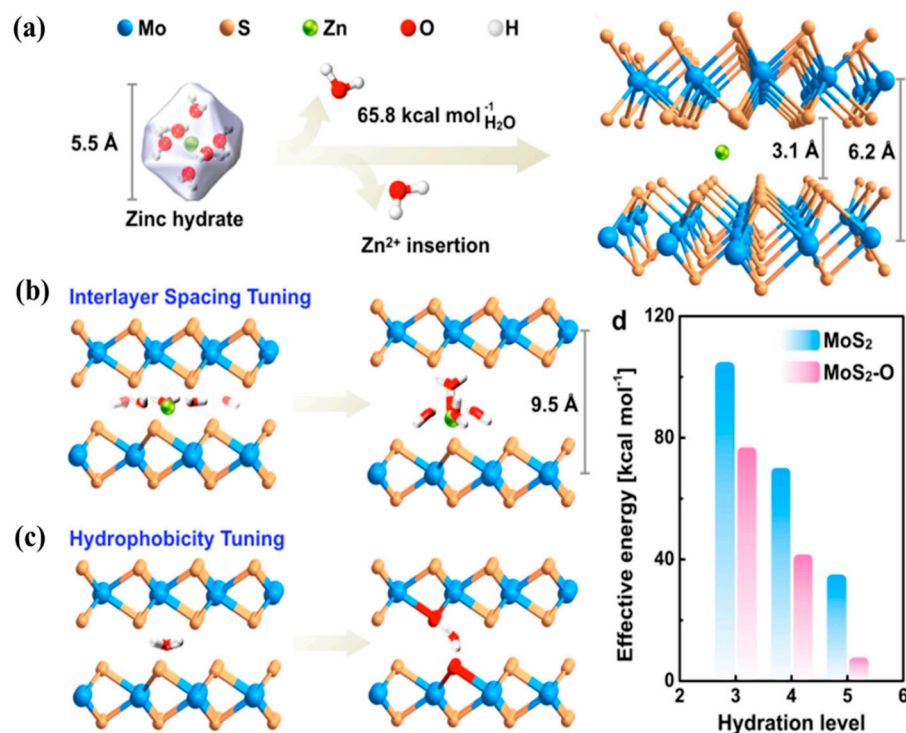 (a)
Mo S Zn O H
5.5 Å
Zinc hydrate
65.8 kcal mol⁻¹ H₂O
Zn²⁺ insertion
3.1 Å
6.2 Å
(b) Interlayer Spacing Tuning
9.5 Å
(c) Hydrophobicity Tuning
d
120
80
40
0
Effective energy [kcal mol⁻¹]
MoS₂
MoS₂-O
2 3 4 5 6
Hydration level